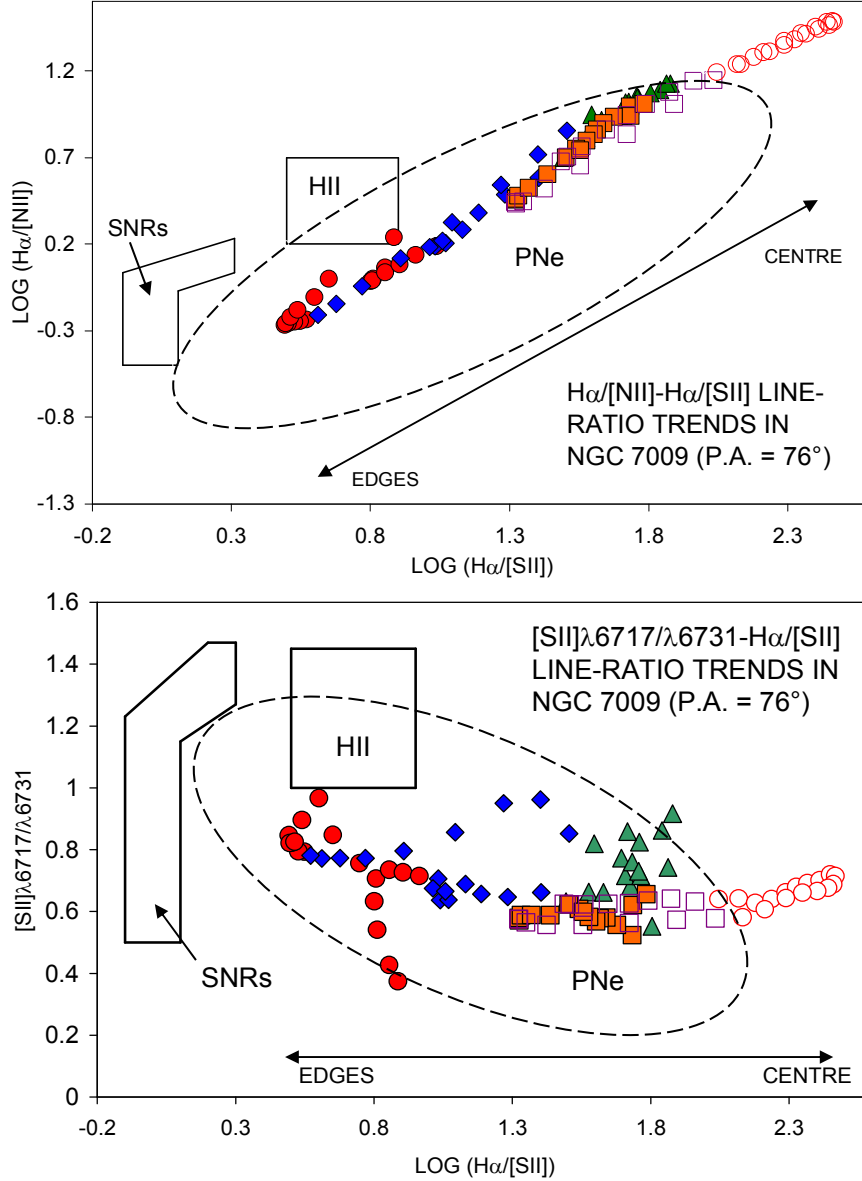 1.2
0.7
0.2
-0.3
-0.8
-1.3
LOG (Hα/[NII])
SNRs
HII
PNe
CENTRE
EDGES
Hα/[NII]-Hα/[SII] LINE-
RATIO TRENDS IN
NGC 7009 (P.A. = 76°)
-0.2 0.3 0.8 1.3 1.8 2.3
LOG (Hα/[SII])
1.6
1.4
1.2
1
0.8
0.6
0.4
0.2
0
[SII]λ6717/λ6731
[SII]λ6717/λ6731-Hα/[SII]
LINE-RATIO TRENDS IN
NGC 7009 (P.A. = 76°)
HII
SNRs
PNe
EDGES
CENTRE
-0.2 0.3 0.8 1.3 1.8 2.3
LOG (Hα/[SII])